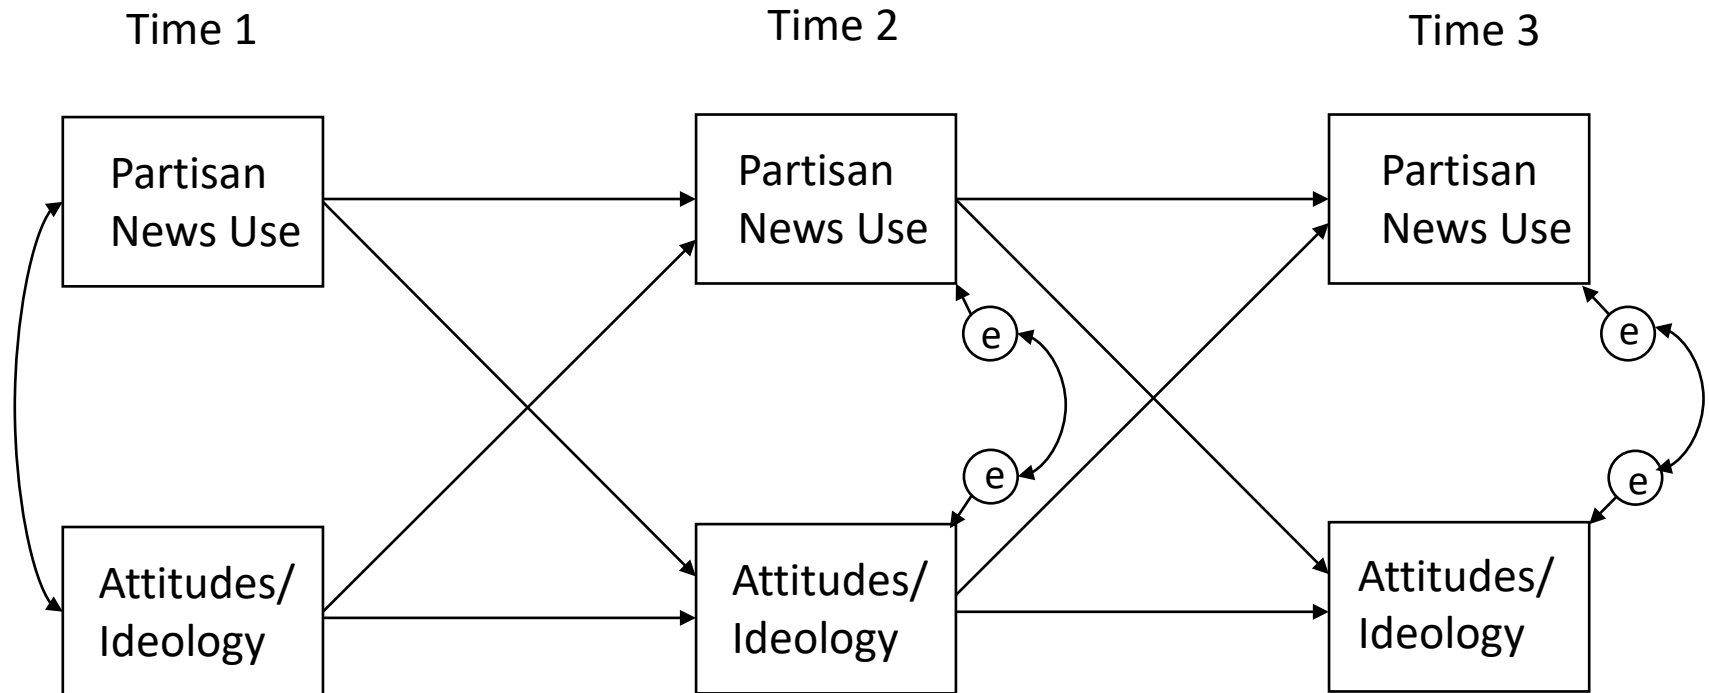 Time 1
Time 2
Time 3
Partisan
News Use
Partisan
News Use
Partisan
News Use
e
e
e
e
Attitudes/
Ideology
Attitudes/
Ideology
Attitudes/
Ideology